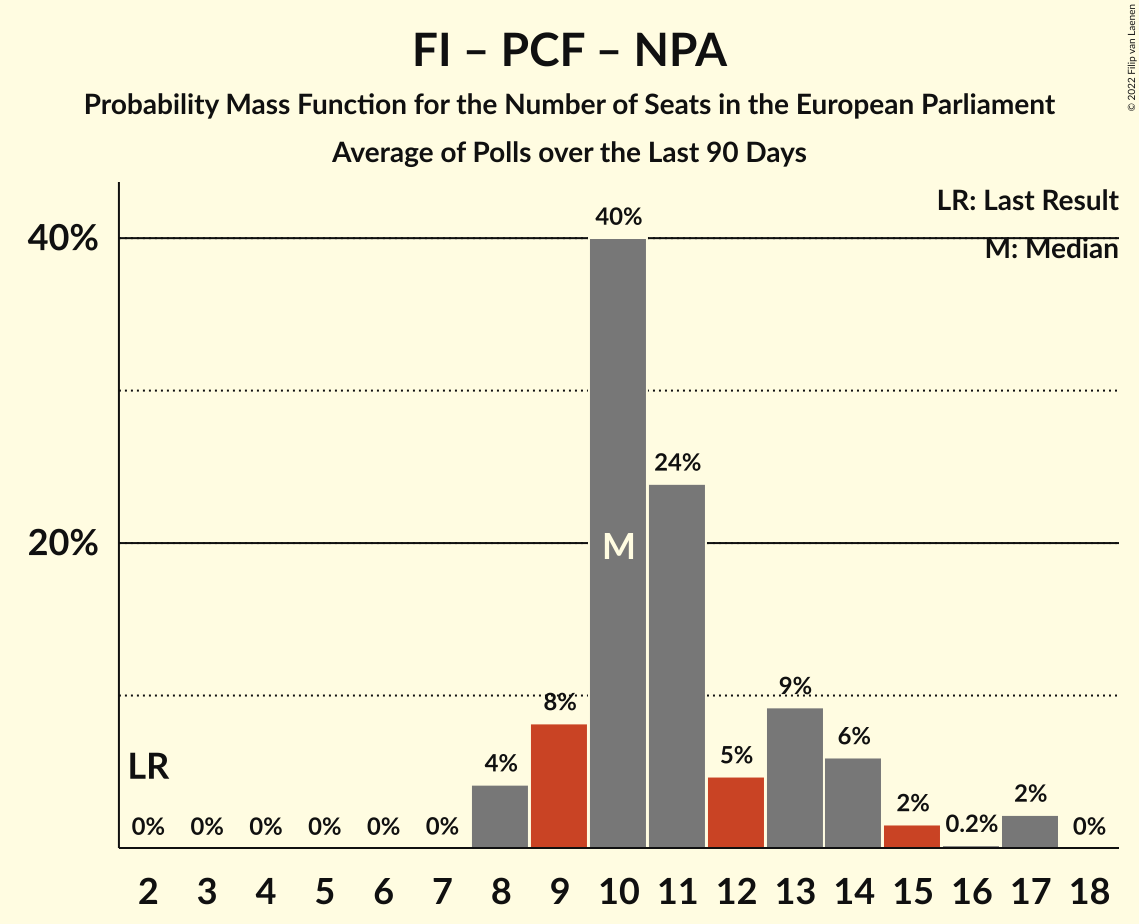 FI – PCF – NPA
Probability Mass Function for the Number of Seats in the European Parliament
Average of Polls over the Last 90 Days
© 2022 Filip van Laenen
LR: Last Result
M: Median
40%
20%
LR
0%
0%
0%
0%
0%
0%
4%
8%
40%
M
24%
5%
9%
6%
2%
0.2%
2%
0%
2 3 4 5 6 7 8 9 10 11 12 13 14 15 16 17 18